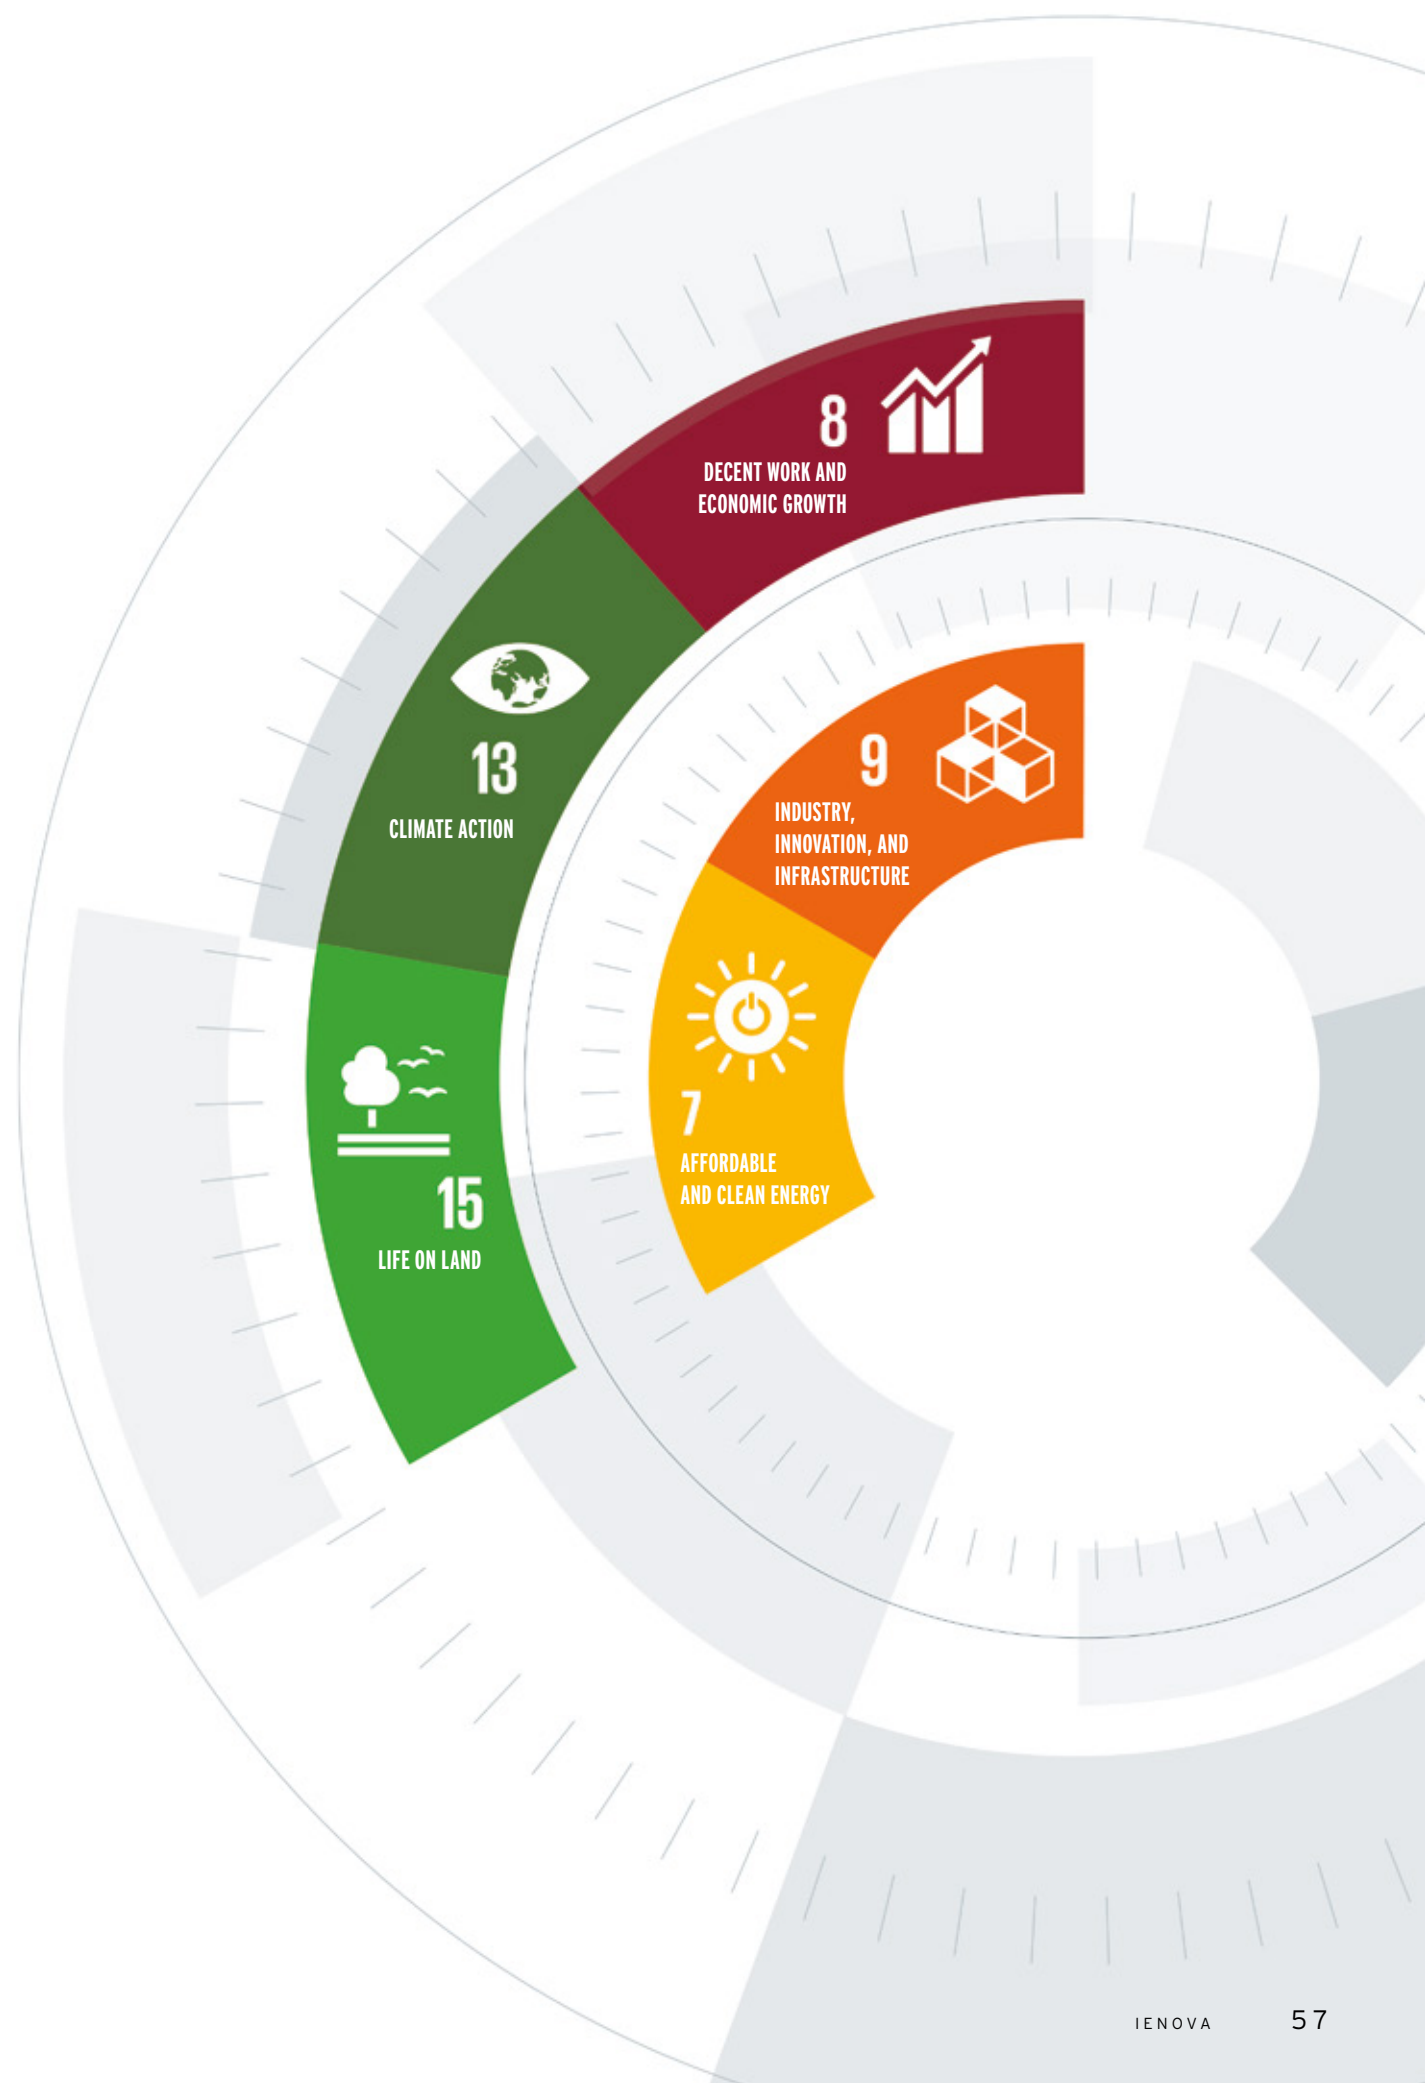 8
DECENT WORK AND
ECONOMIC GROWTH
13
CLIMATE ACTION
9
INDUSTRY,
INNOVATION, AND
INFRASTRUCTURE
7
AFFORDABLE
AND CLEAN ENERGY
15
LIFE ON LAND
IENOVA 57